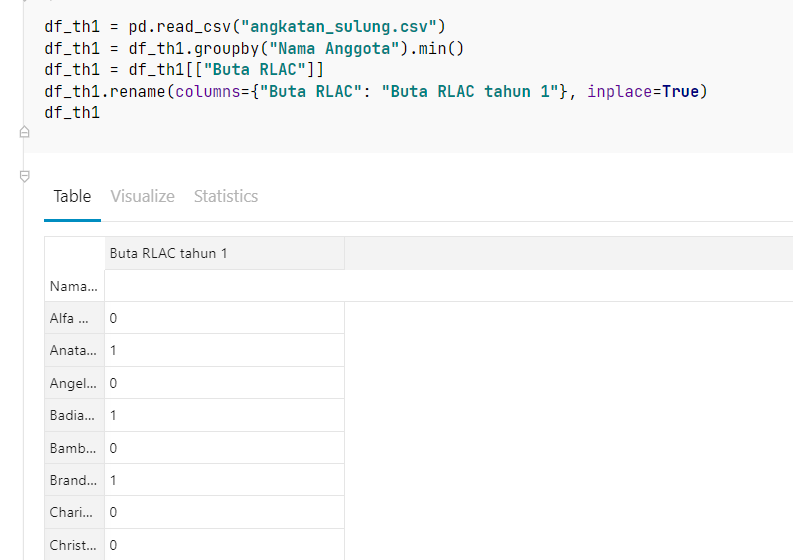 df_th1 = pd.read_csv("angkatan_sulung.csv")
df_th1 = df_th1.groupby("Nama Anggota").min()
df_th1 = df_th1[["Buta RLAC"]]
df_th1.rename(columns={"Buta RLAC": "Buta RLAC tahun 1"}, inplace=True)
df_th1
Table Visualize Statistics
Buta RLAC tahun 1
Nama...
Alfa ... 0
Anata... 1
Angel... 0
Badia... 1
Bamb... 0
Brand... 1
Chari... 0
Christ... 0